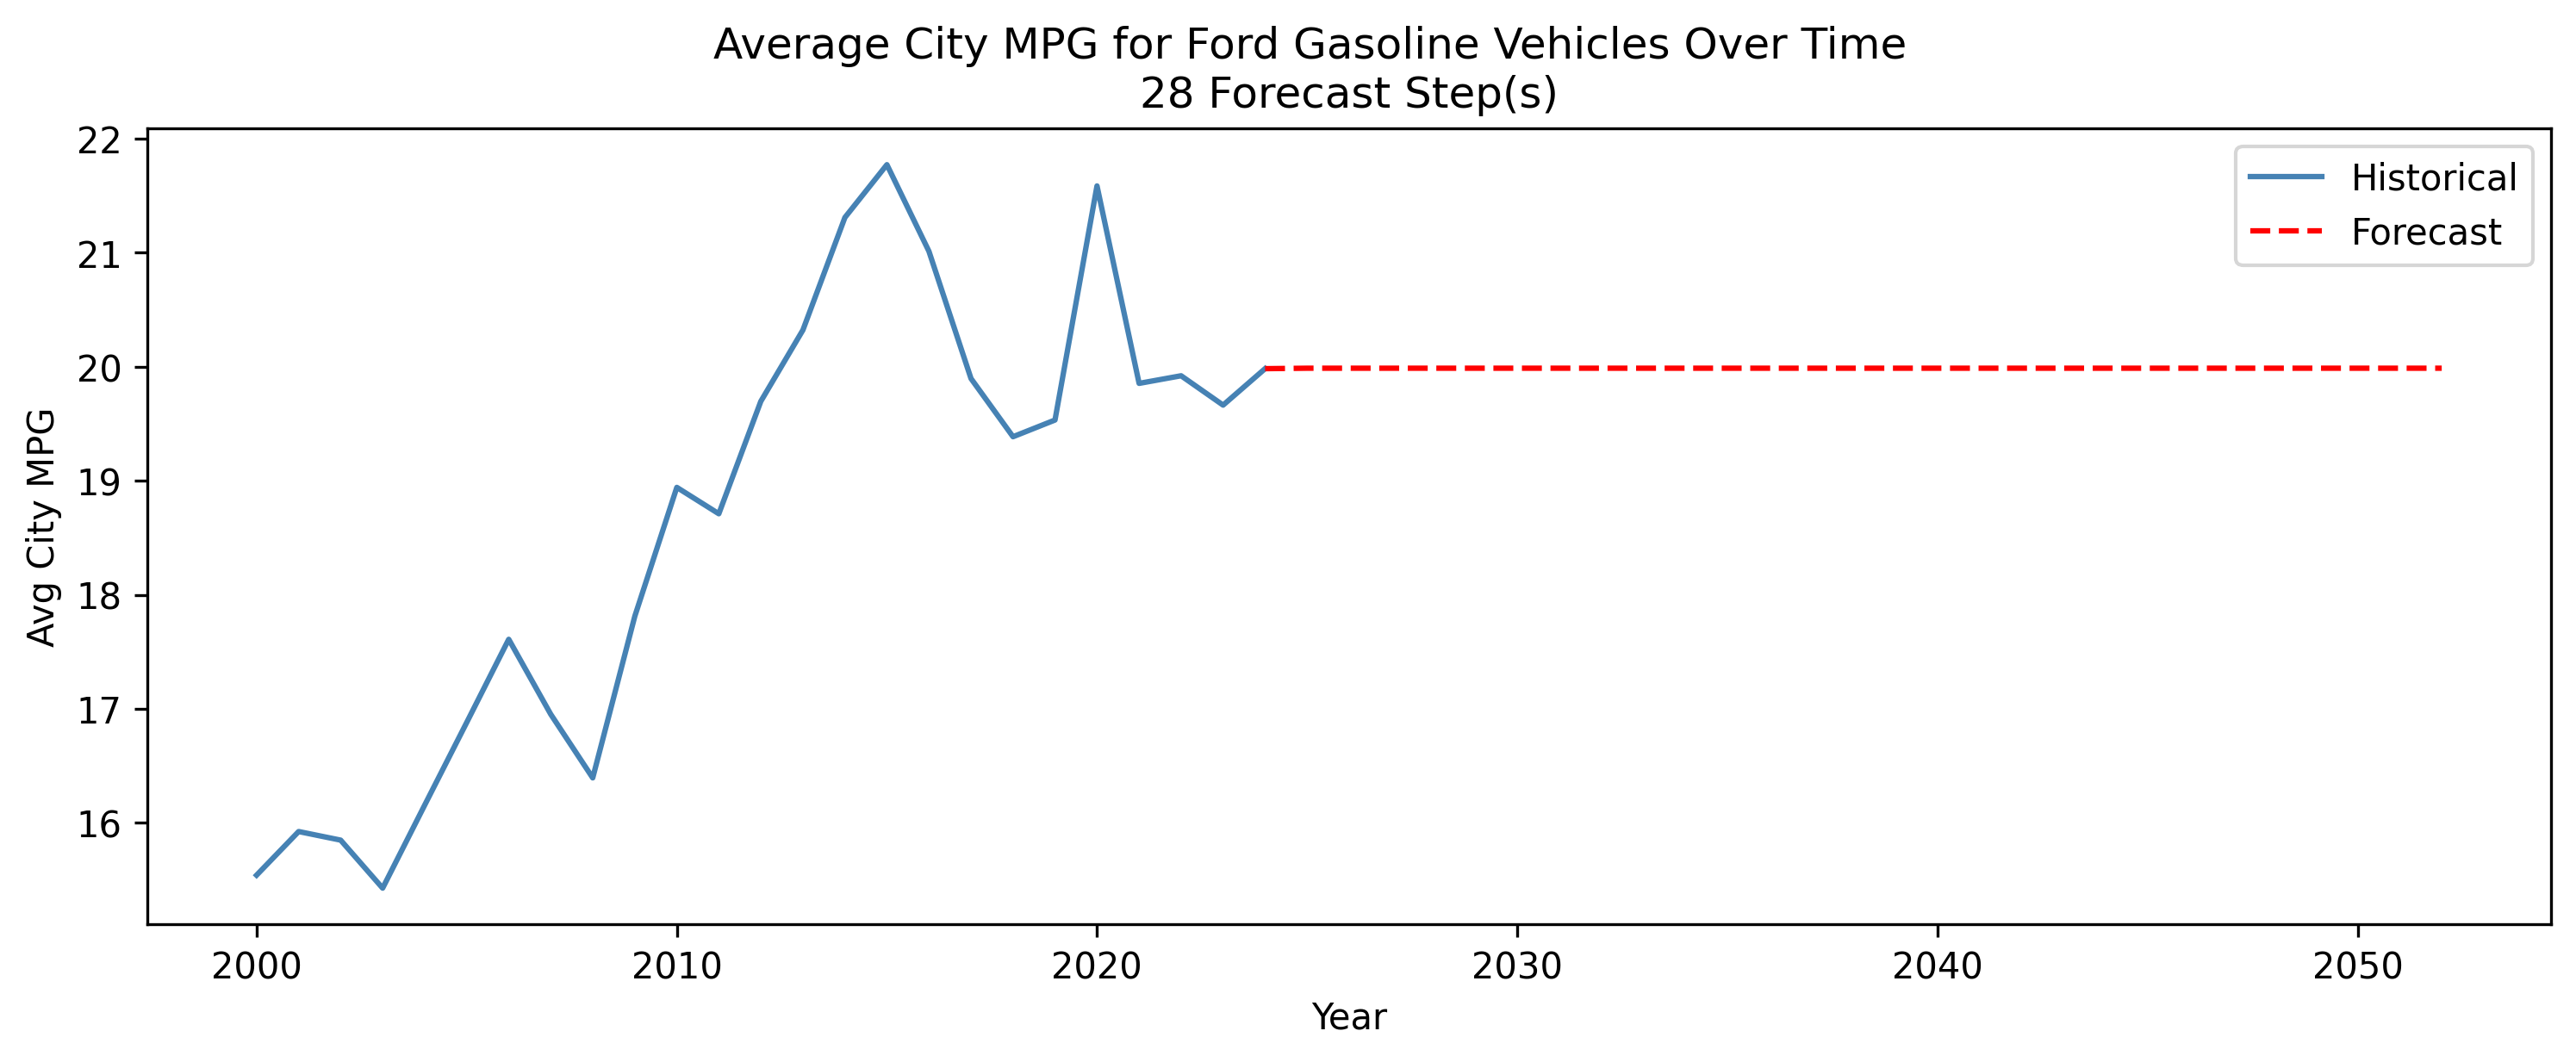 Average City MPG for Ford Gasoline Vehicles Over Time
28 Forecast Step(s)
22
21
20
19
18
17
16
Avg City MPG
Historical
Forecast
2000
2010
2020
2030
2040
2050
Year